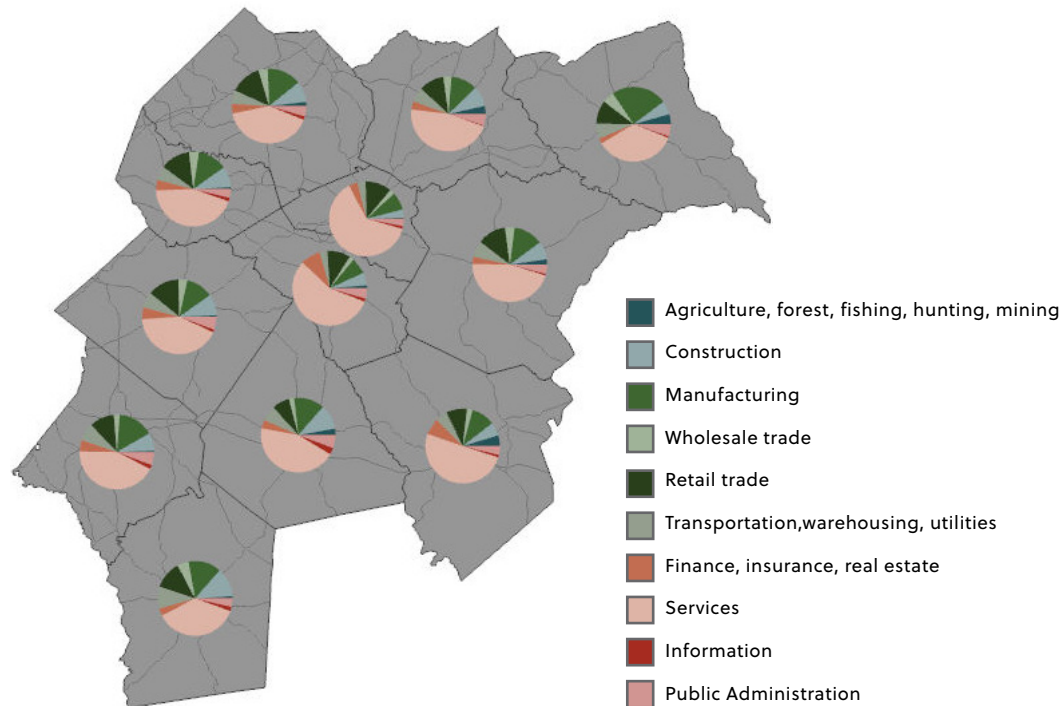 Agriculture, forest, fishing, hunting, mining
Construction
Manufacturing
Wholesale trade
Retail trade
Transportation,warehousing, utilities
Finance, insurance, real estate
Services
Information
Public Administration